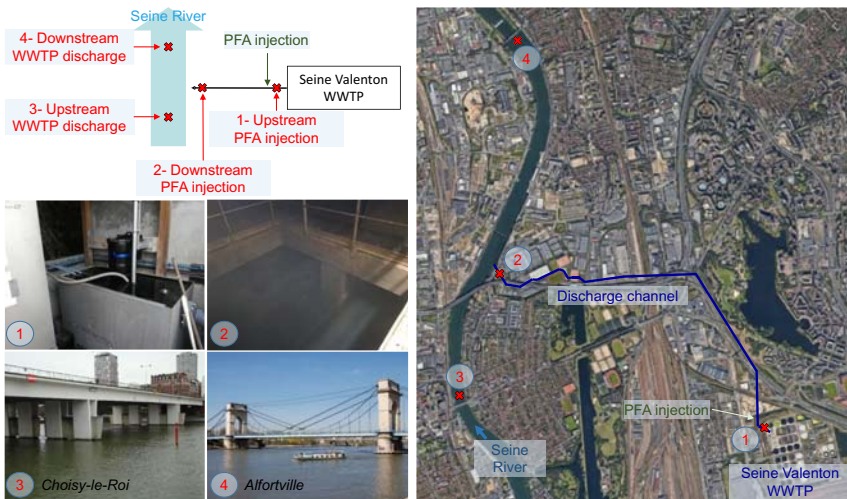 Seine River
4- Downstream
WWTP discharge
PFA injection
Seine Valenton
WWTP
3- Upstream
WWTP discharge
1- Upstream
PFA injection
2- Downstream
PFA injection
1
2
3
Choisy-le-Roi
4
Alfortville
4
2
Discharge channel
3
PFA injection
1
Seine
River
Seine Valenton
WWTP